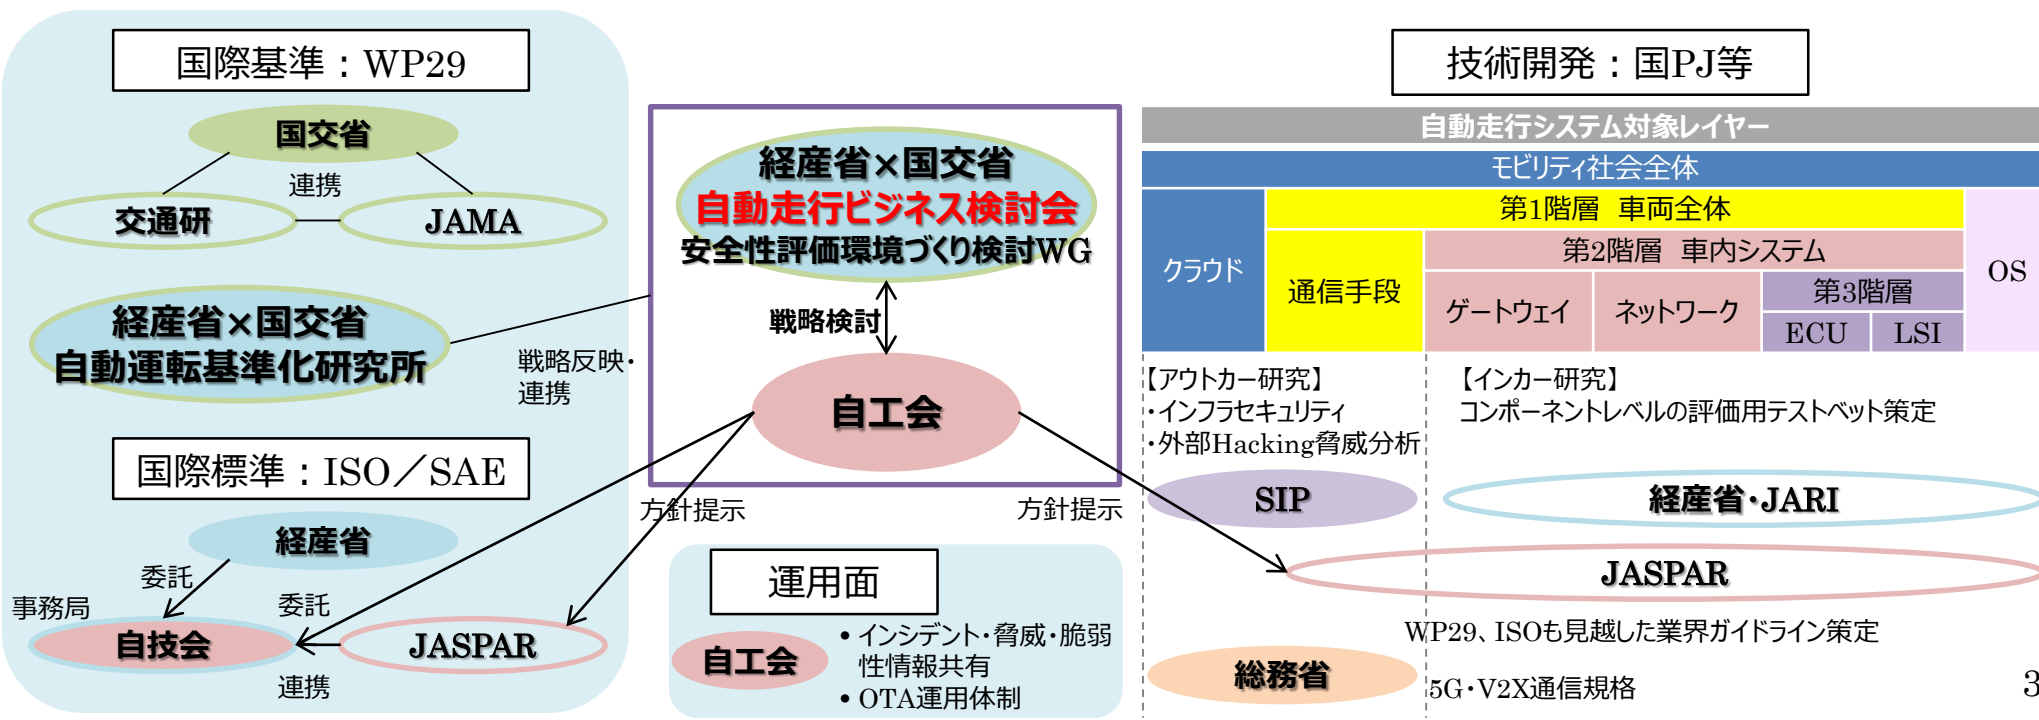 国際基準：WP29
国交省
連携
交通研
JAMA
経産省×国交省
自動運転基準化研究所
戦略反映・
連携
国際標準：ISO／SAE
経産省
委託
事務局
委託
自技会
JASPAR
連携
経産省×国交省
自動走行ビジネス検討会
安全性評価環境づくり検討WG
戦略検討
自工会
方針提示
方針提示
運用面
自工会
• インシデント・脅威・脆弱
性情報共有
• OTA運用体制
技術開発：国PJ等
自動走行システム対象レイヤー
モビリティ社会全体
クラウド
第1階層 車両全体
通信手段
第2階層 車内システム
ゲートウェイ
ネットワーク
第3階層
ECU
LSI
OS
【アウトカー研究】
・インフラセキュリティ
・外部Hacking脅威分析
【インカー研究】
コンポーネントレベルの評価用テストベット策定
SIP
経産省・JARI
JASPAR
WP29、ISOも見越した業界ガイドライン策定
総務省
5G・V2X通信規格
3